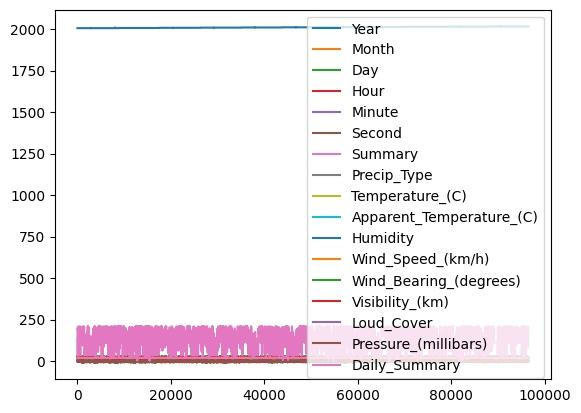 2000
1750
1500
1250
1000
750
500
250
0
0
20000
40000
60000
80000
100000
Year
Month
Day
Hour
Minute
Second
Summary
Precip_Type
Temperature_(C)
Apparent_Temperature_(C)
Humidity
Wind_Speed_(km/h)
Wind_Bearing_(degrees)
Visibility_(km)
Loud_Cover
Pressure_(millibars)
Daily_Summary